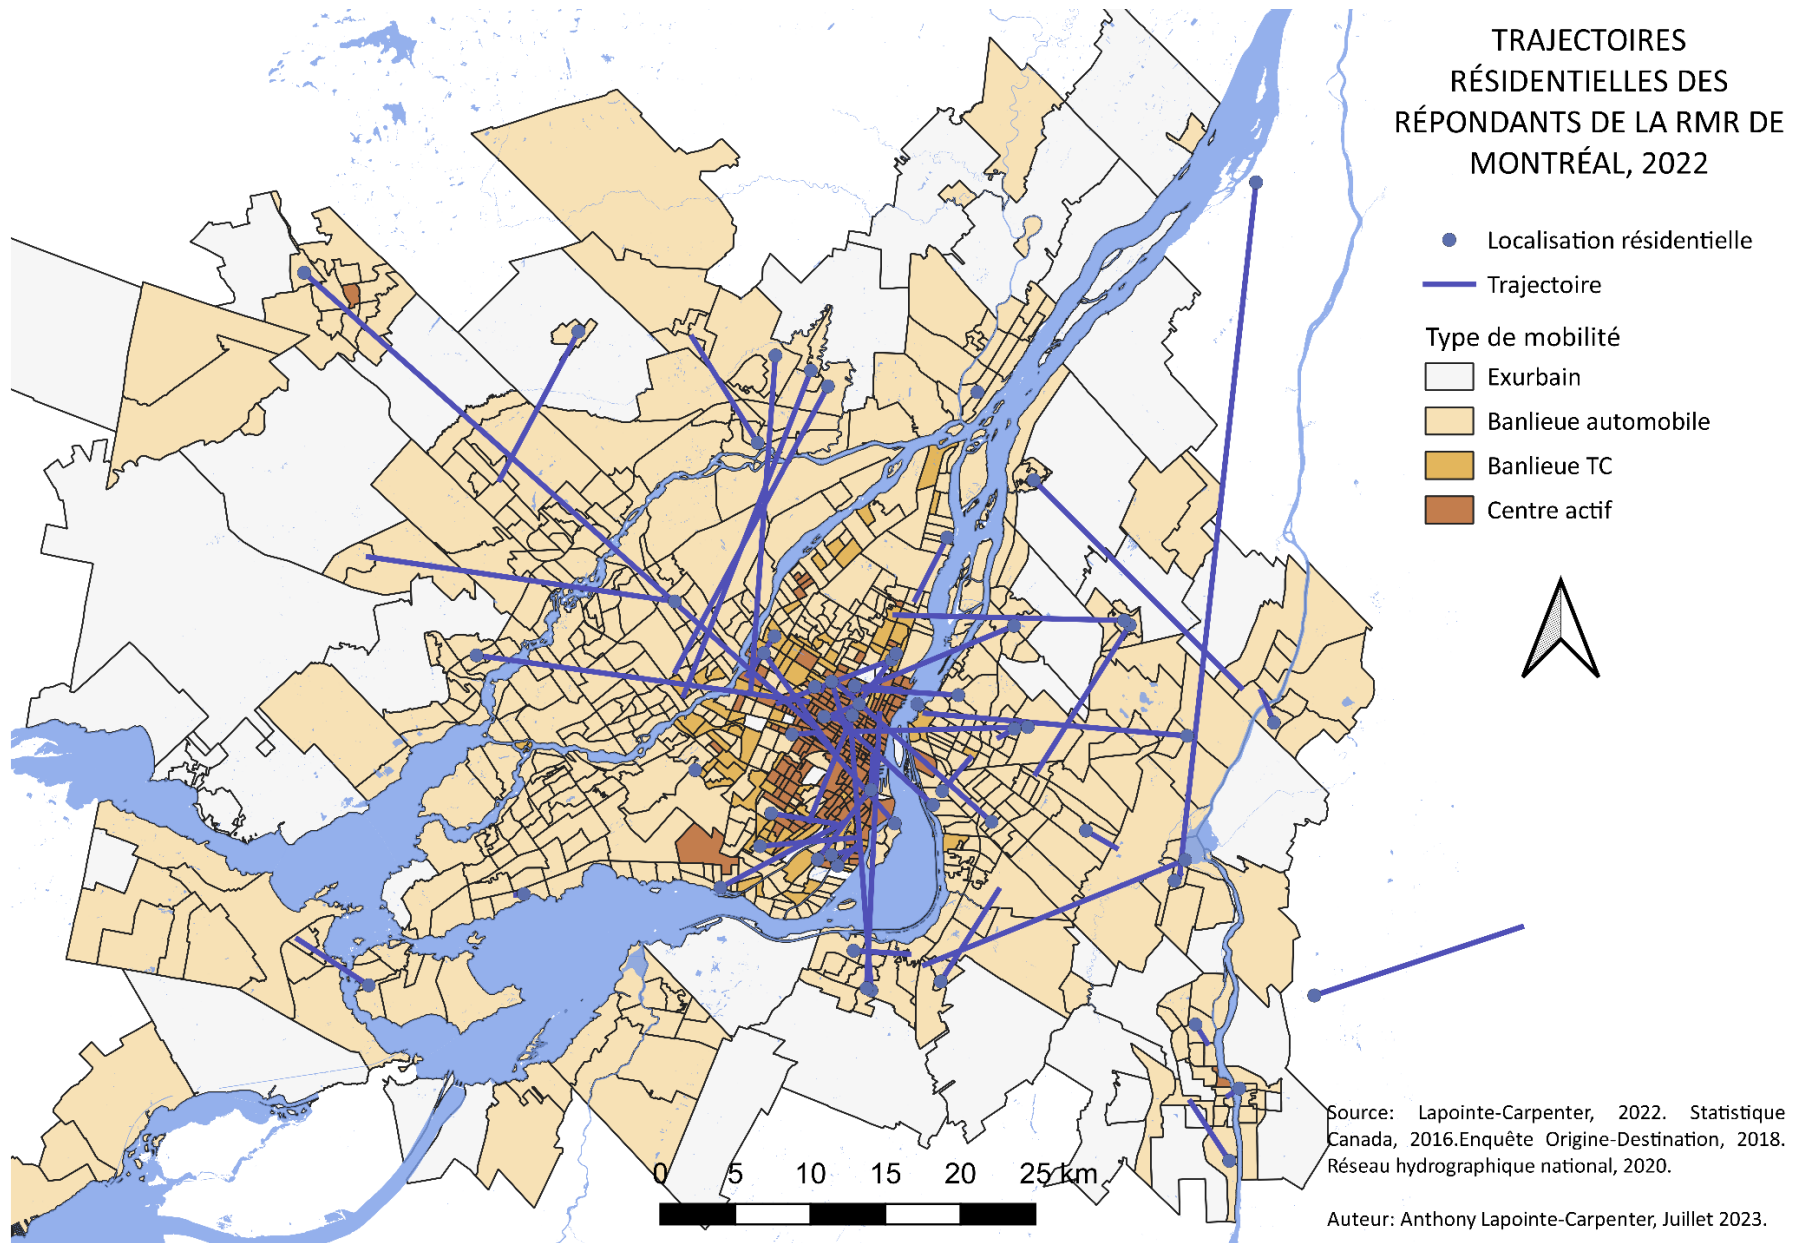 TRAJECTOIRES
RÉSIDENTIELLES DES
RÉPONDANTS DE LA RMR DE
MONTRÉAL, 2022
Localisation résidentielle
Trajectoire
Type de mobilité
Exurbain
Banlieue automobile
Banlieue TC
Centre actif
Source: Lapointe-Carpenter, 2022. Statistique
Canada, 2016.Enquête Origine-Destination, 2018.
Réseau hydrographique national, 2020.
0 5 10 15 20 25 km
Auteur: Anthony Lapointe-Carpenter, Juillet 2023.